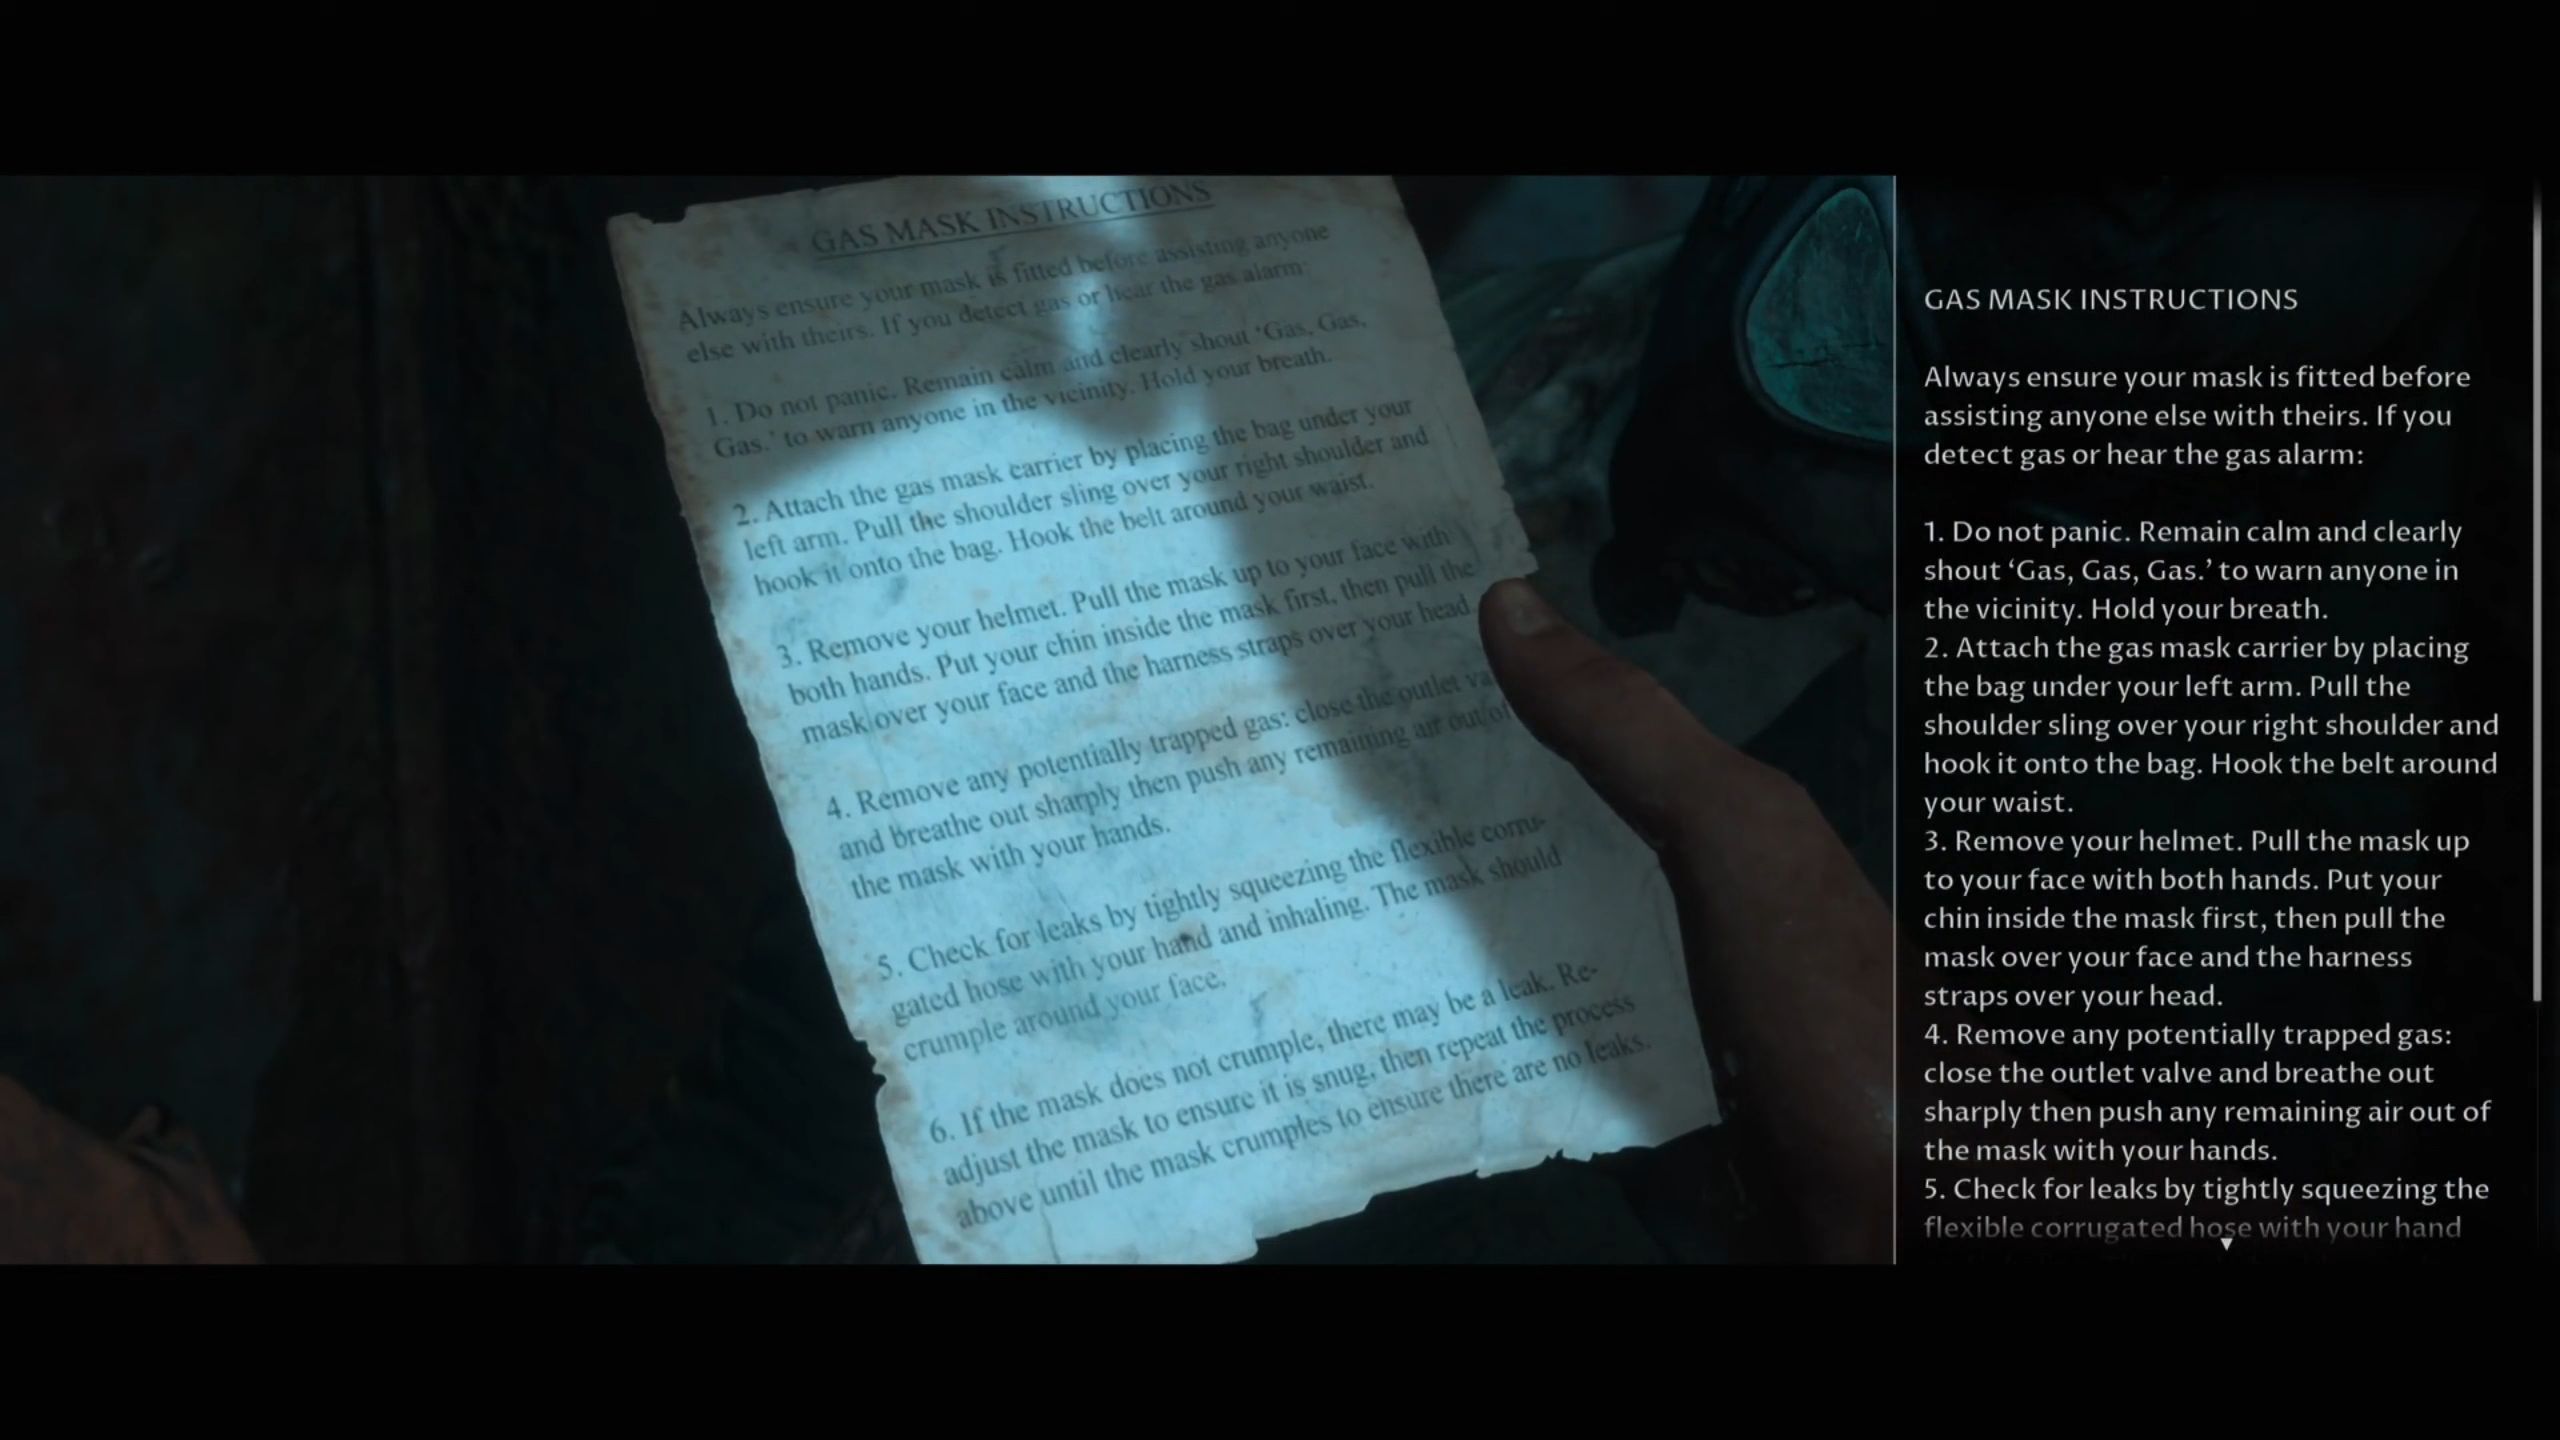 GAS MASK INSTRUCTIONS
Always ensure your mask is fitted before assisting anyone
else with theirs. If you detect gas or hear the gas alarm:
1. Do not panic. Remain calm and clearly shout ‘Gas, Gas,
Gas.’ to warn anyone in the vicinity. Hold your breath.
2. Attach the gas mask carrier by placing the bag under your
left arm. Pull the shoulder sling over your right shoulder and
hook it onto the bag. Hook the belt around your waist.
3. Remove your helmet. Pull the mask up to your face with
both hands. Put your chin inside the mask first, then pull the
mask over your face and the harness straps over your head
4. Remove any potentially trapped gas: close the outlet va
and breathe out sharply then push any remaining air out of
the mask with your hands.
5. Check for leaks by tightly squeezing the flexible corru-
gated hose with your hand and inhaling. The mask should
crumple around your face.
6. If the mask does not crumple, there may be a leak. Re-
adjust the mask to ensure it is snug, then repeat the process
above until the mask crumples to ensure there are no leaks.
GAS MASK INSTRUCTIONS
Always ensure your mask is fitted before
assisting anyone else with theirs. If you
detect gas or hear the gas alarm:
1. Do not panic. Remain calm and clearly
shout ‘Gas, Gas, Gas.’ to warn anyone in
the vicinity. Hold your breath.
2. Attach the gas mask carrier by placing
the bag under your left arm. Pull the
shoulder sling over your right shoulder and
hook it onto the bag. Hook the belt around
your waist.
3. Remove your helmet. Pull the mask up
to your face with both hands. Put your
chin inside the mask first, then pull the
mask over your face and the harness
straps over your head.
4. Remove any potentially trapped gas:
close the outlet valve and breathe out
sharply then push any remaining air out of
the mask with your hands.
5. Check for leaks by tightly squeezing the
flexible corrugated hose with your hand